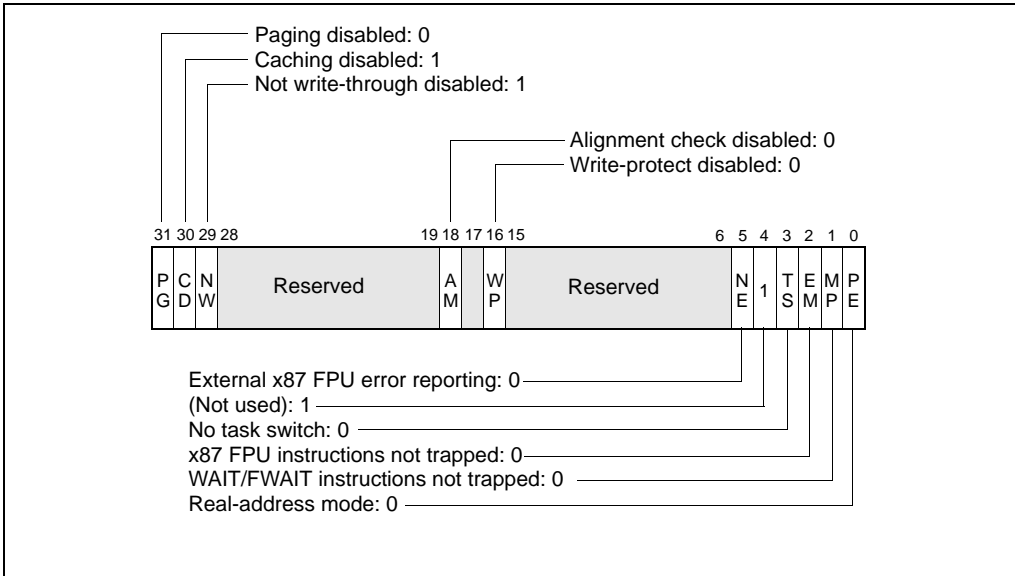 Paging disabled: 0
Caching disabled: 1
Not write-through disabled: 1
Alignment check disabled: 0
Write-protect disabled: 0
31 30 29 28 19 18 17 16 15 6 5 4 3 2 1 0
P C N A W N T E M P
G D W Reserved M P Reserved E 1 S M P E
External x87 FPU error reporting: 0
(Not used): 1
No task switch: 0
x87 FPU instructions not trapped: 0
WAIT/FWAIT instructions not trapped: 0
Real-address mode: 0